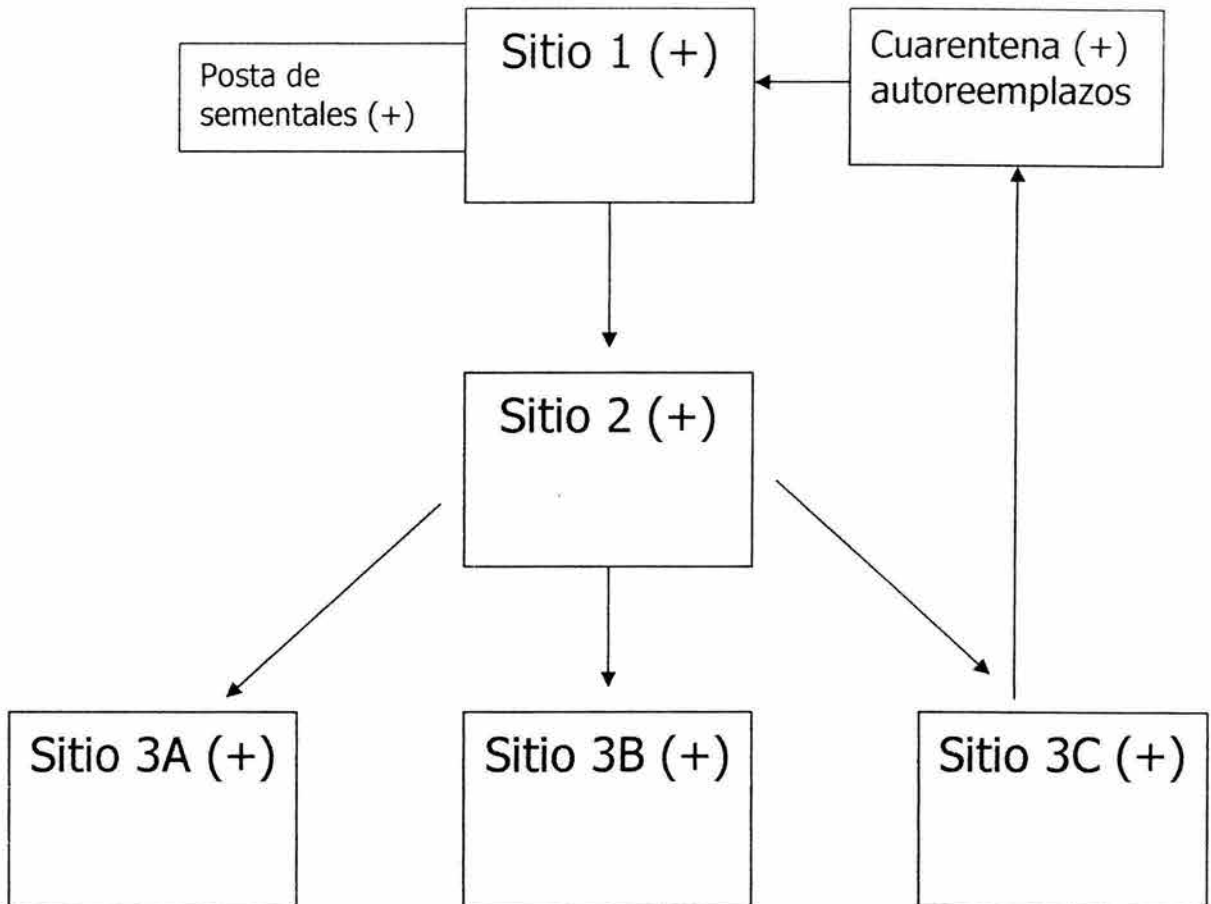 Sitio 1 (+)
Posta de
sementales (+)
Cuarentena (+)
autoreemplazos
Sitio 2 (+)
Sitio 3A (+)
Sitio 3B (+)
Sitio 3C (+)